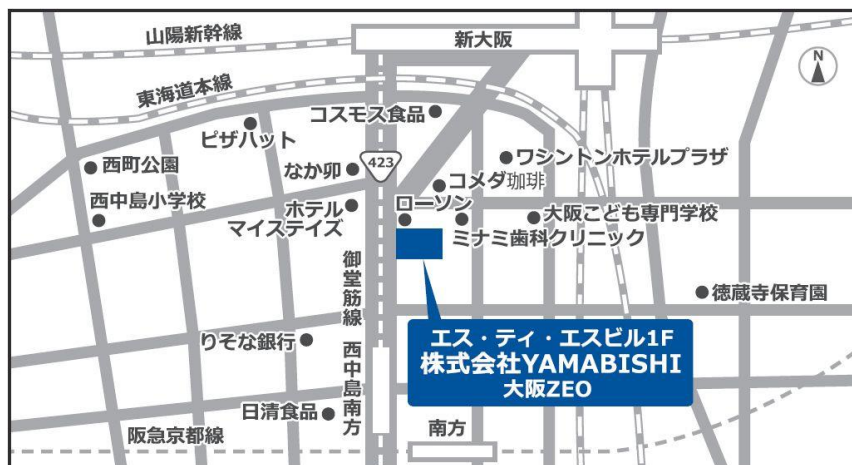 山陽新幹線
新大阪
N
東海道本線
コスモス食品
ピザハット
423
ワシントンホテルプラザ
西町公園
なか卯
コメダ珈琲
西中島小学校
ホテル
マイステイズ
ローソン
大阪こども専門学校
ミナミ歯科クリニック
御堂筋線
徳蔵寺保育園
エス・ティ・エスビル1F
株式会社YAMABISHI
大阪ZEO
りそな銀行
西中島南方
日清食品
阪急京都線
南方